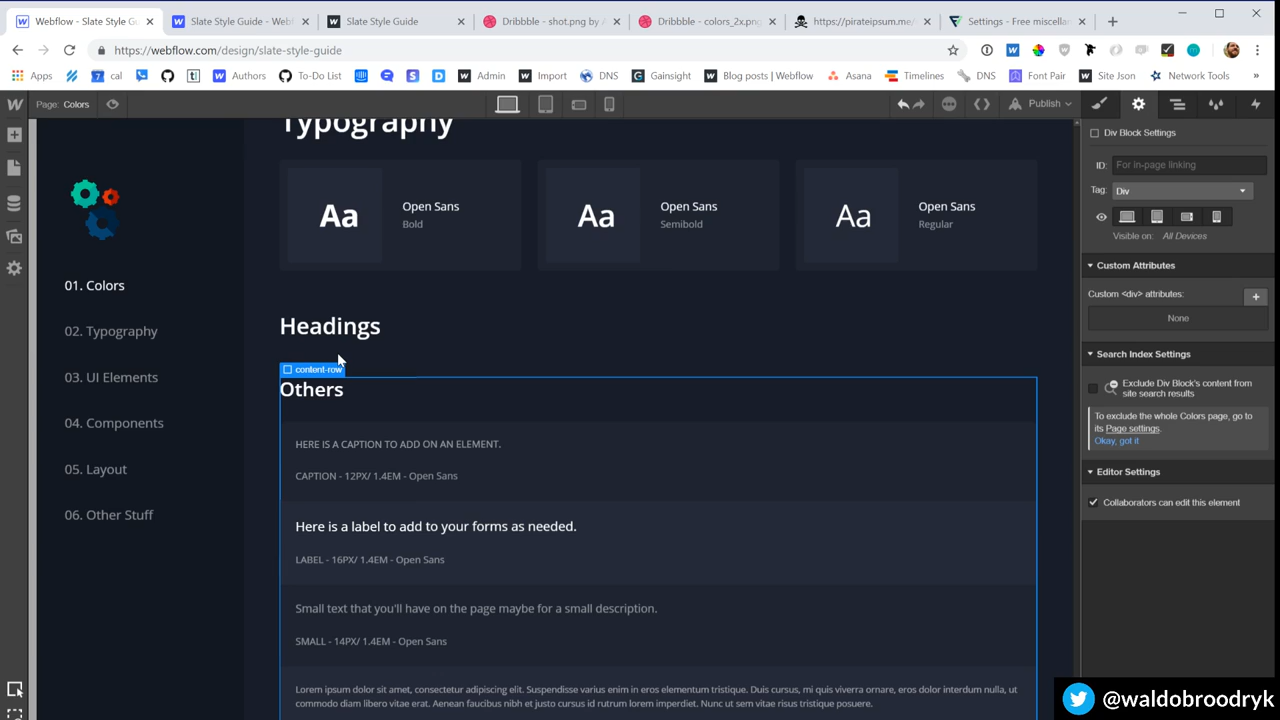 Webflow - Slate Style G
Slate Style Guide - Webf
Slate Style Guide
Dribbble - shot.png by A
Dribbble - colors_2x.png
https://pirateipsum.me/
Settings - Free miscellan
https://webflow.com/design/slate-style-guide
Apps
cal
To-Do List
Authors
Admin
Import
DNS
Gainsight
Blog posts | Webflow
Asana
Timelines
DNS
Font Pair
Site Json
Network Tools
»
Page: Colors
Publish
Typography
Aa
Open Sans
Bold
Aa
Open Sans
Semibold
Aa
Open Sans
Regular
01. Colors
02. Typography
03. UI Elements
04. Components
05. Layout
06. Other Stuff
Headings
content-row
Others
HERE IS A CAPTION TO ADD ON AN ELEMENT.
CAPTION - 12PX/ 1.4EM - Open Sans
Here is a label to add to your forms as needed.
LABEL - 16PX/ 1.4EM - Open Sans
Small text that you'll have on the page maybe for a small description.
SMALL - 14PX/ 1.4EM - Open Sans
Lorem ipsum dolor sit amet, consectetur adipiscing elit. Suspendisse varius enim in eros elementum tristique. Duis cursus, mi quis viverra ornare, eros dolor interdum nulla, ut
commodo diam libero vitae erat. Aenean faucibus nibh et justo cursus id rutrum lorem imperdiet. Nunc ut sem vitae risus tristique posuere.
Div Block Settings
ID: For in-page linking
Tag: Div
Visible on: All Devices
Custom Attributes
Custom <div> attributes:
+
None
Search Index Settings
Exclude Div Block's content from
site search results
To exclude the whole Colors page, go to
its Page settings.
Okay, got it
Editor Settings
Collaborators can edit this element
@waldobroodryk